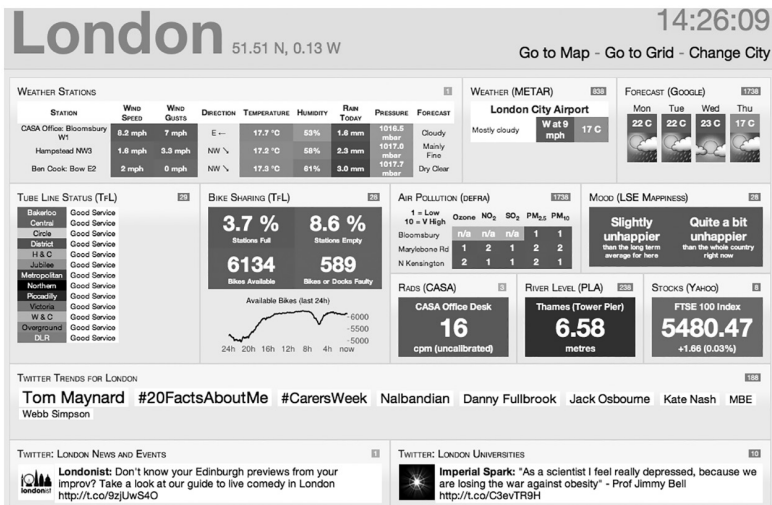 London 51.51 N, 0.13 W
14:26:09
Go to Map - Go to Grid - Change City
WEATHER STATIONS 1
STATION WIND SPEED WIND GUSTS DIRECTION TEMPERATURE HUMIDITY RAIN TODAY PRESSURE FORECAST
CASA Office: Bloomsbury W1 8.2 mph 7 mph E ← 17.7 °C 53% 1.6 mm 1016.5 mbar Cloudy
Hampstead NW3 1.6 mph 3.3 mph NW ↘ 17.2 °C 58% 2.3 mm 1017.0 mbar Mainly Fine
Ben Cook: Bow E2 2 mph 0 mph NW ↘ 17.3 °C 61% 3.0 mm 1017.7 mbar Dry Clear
WEATHER (METAR) 838
London City Airport
Mostly cloudy W at 9 mph 17 C
FORECAST (GOOGLE) 1738
Mon Tue Wed Thu
22 C 22 C 23 C 17 C
TUBE LINE STATUS (TFL) 29
Bakerloo Good Service
Central Good Service
Circle Good Service
District Good Service
H & C Good Service
Jubilee Good Service
Metropolitan Good Service
Northern Good Service
Piccadilly Good Service
Victoria Good Service
W & C Good Service
Overground Good Service
DLR Good Service
BIKE SHARING (TFL) 28
3.7 % 8.6 %
Stations Full Stations Empty
6134 589
Bikes Available Bikes or Docks Faulty
Available Bikes (last 24h)
6000
5500
5000
24h 20h 16h 12h 8h 4h now
AIR POLLUTION (DEFRA) 1738
1 = Low
10 = V High
Ozone NO2 SO2 PM2.5 PM10
Bloomsbury n/a n/a n/a 1 1
Marylebone Rd 1 2 1 2 2
N Kensington 2 1 1 1 2
MOOD (LSE MAPPINESS) 28
Slightly unhappier
than the long term
average for here
Quite a bit unhappier
than the whole country
right now
RADS (CASA) 3
CASA Office Desk
16
cpm (uncalibrated)
RIVER LEVEL (PLA) 238
Thames (Tower Pier)
6.58
metres
STOCKS (YAHOO) 8
FTSE 100 Index
5480.47
+1.66 (0.03%)
TWITTER TRENDS FOR LONDON 188
Tom Maynard #20FactsAboutMe #CarersWeek Nalbandian Danny Fullbrook Jack Osbourne Kate Nash MBE
Webb Simpson
TWITTER: LONDON NEWS AND EVENTS 1
londonist
Londonist: Don't know your Edinburgh previews from your
improv? Take a look at our guide to live comedy in London
http://t.co/9zjUwS4O
TWITTER: LONDON UNIVERSITIES 10
Imperial Spark: "As a scientist I feel really depressed, because we
are losing the war against obesity" - Prof Jimmy Bell
http://t.co/C3evTR9H